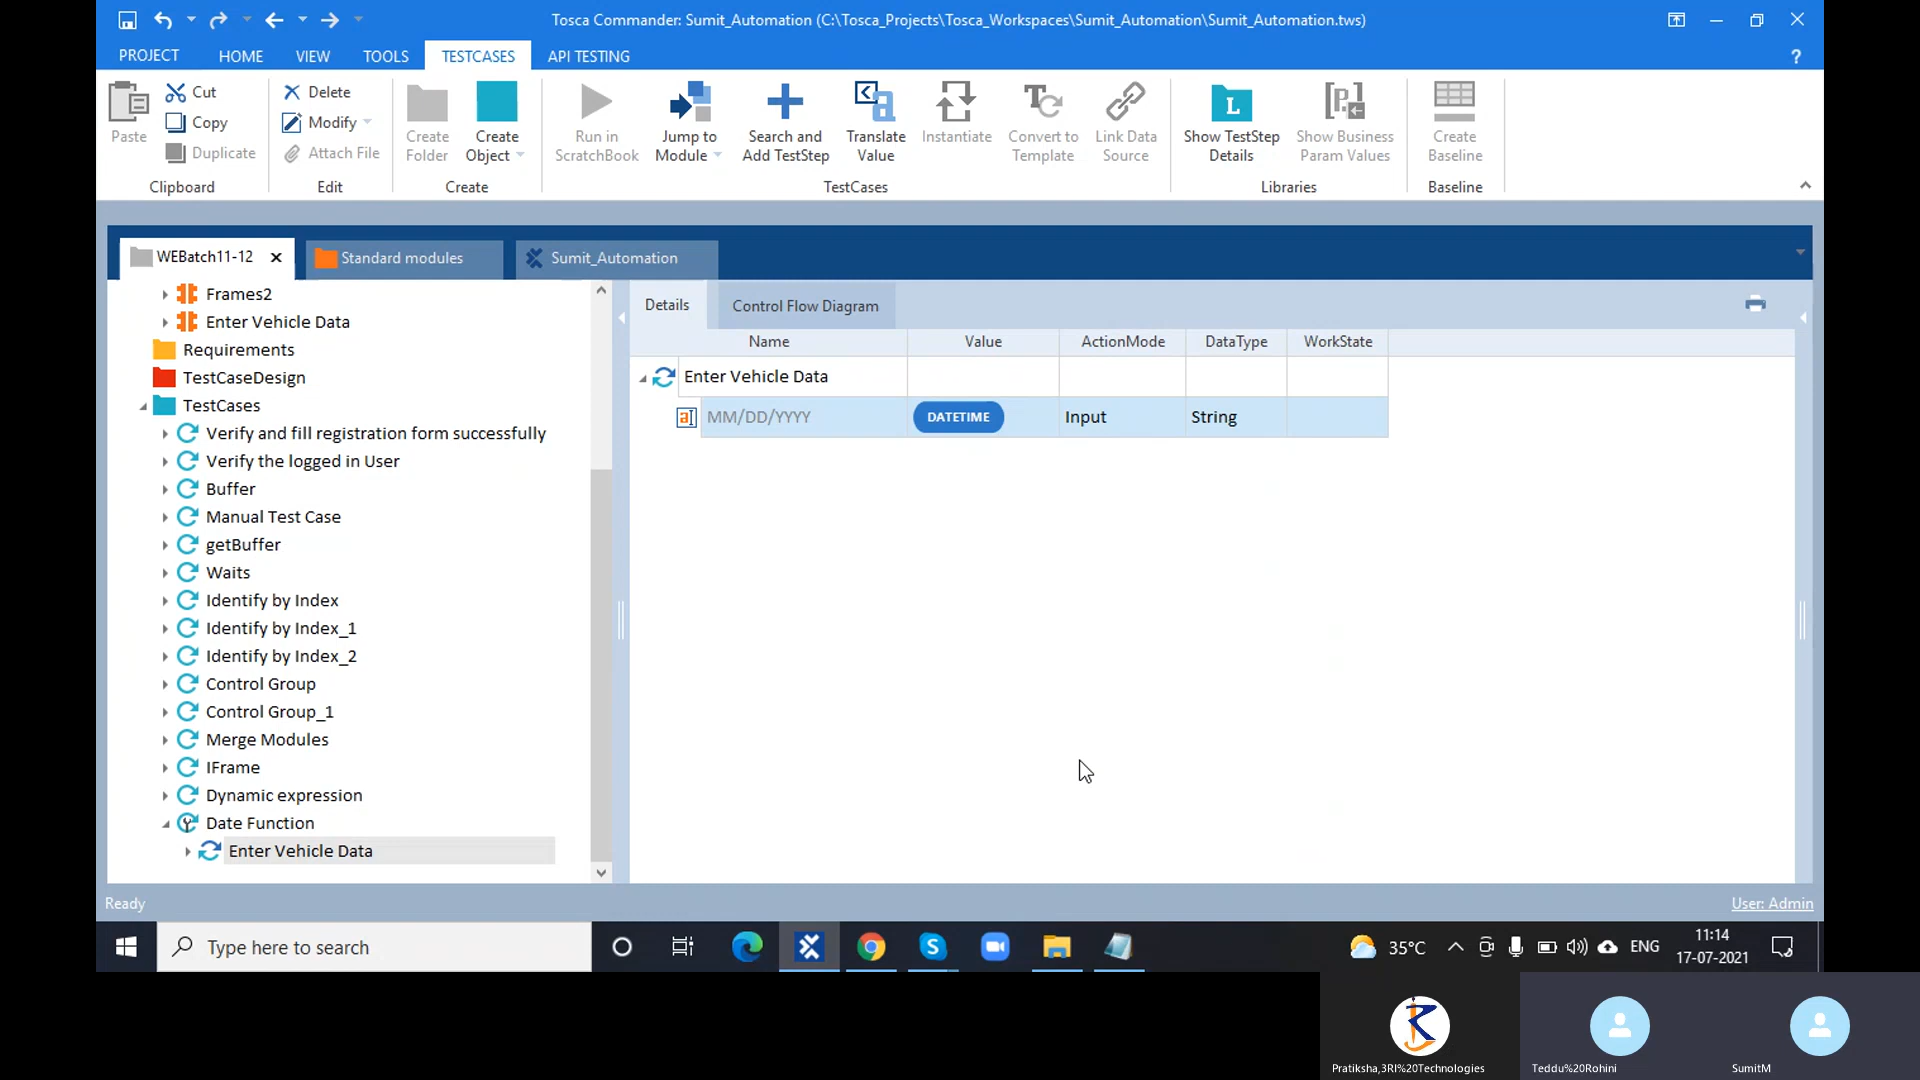 Tosca Commander: Sumit_Automation (C:\Tosca_Projects\Tosca_Workspaces\Sumit_Automation\Sumit_Automation.tws)
PROJECT HOME VIEW TOOLS TESTCASES API TESTING ?
Paste
Cut
Copy
Duplicate
Clipboard
Delete
Modify
Attach File
Edit
Create
Folder
Create
Object
Create
Run in
ScratchBook
Jump to
Module
Search and
Add TestStep
Translate
Value
Instantiate
Convert to
Template
Link Data
Source
TestCases
L
Show TestStep
Details
Show Business
Param Values
Libraries
Create
Baseline
Baseline
WEBatch11-12 Standard modules Sumit_Automation
Frames2
Enter Vehicle Data
Requirements
TestCaseDesign
TestCases
Verify and fill registration form successfully
Verify the logged in User
Buffer
Manual Test Case
getBuffer
Waits
Identify by Index
Identify by Index_1
Identify by Index_2
Control Group
Control Group_1
Merge Modules
IFrame
Dynamic expression
Date Function
Enter Vehicle Data
Details Control Flow Diagram
Name Value ActionMode DataType WorkState
Enter Vehicle Data
MM/DD/YYYY DATETIME Input String
Ready User: Admin
Type here to search
35°C ENG
11:14
17-07-2021
Pratiksha,3RI%20Technologies Teddu%20Rohini SumitM